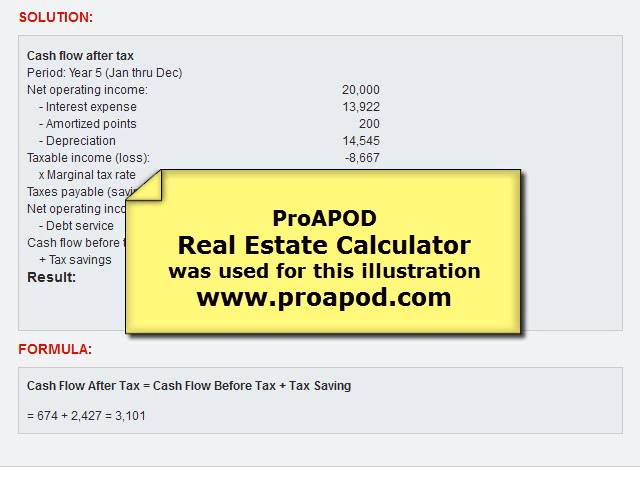 SOLUTION:
Cash flow after tax
Period: Year 5 (Jan thru Dec)
Net operating income: 20,000
- Interest expense 13,922
- Amortized points 200
- Depreciation 14,545
Taxable income (loss): -8,667
x Marginal tax rate
Taxes payable
Net operating
- Debt service
Cash flow before
+ Tax savings
Result:
ProAPOD
Real Estate Calculator
was used for this illustration
www.proapod.com
FORMULA:
Cash Flow After Tax = Cash Flow Before Tax + Tax Saving
= 674 + 2,427 = 3,101